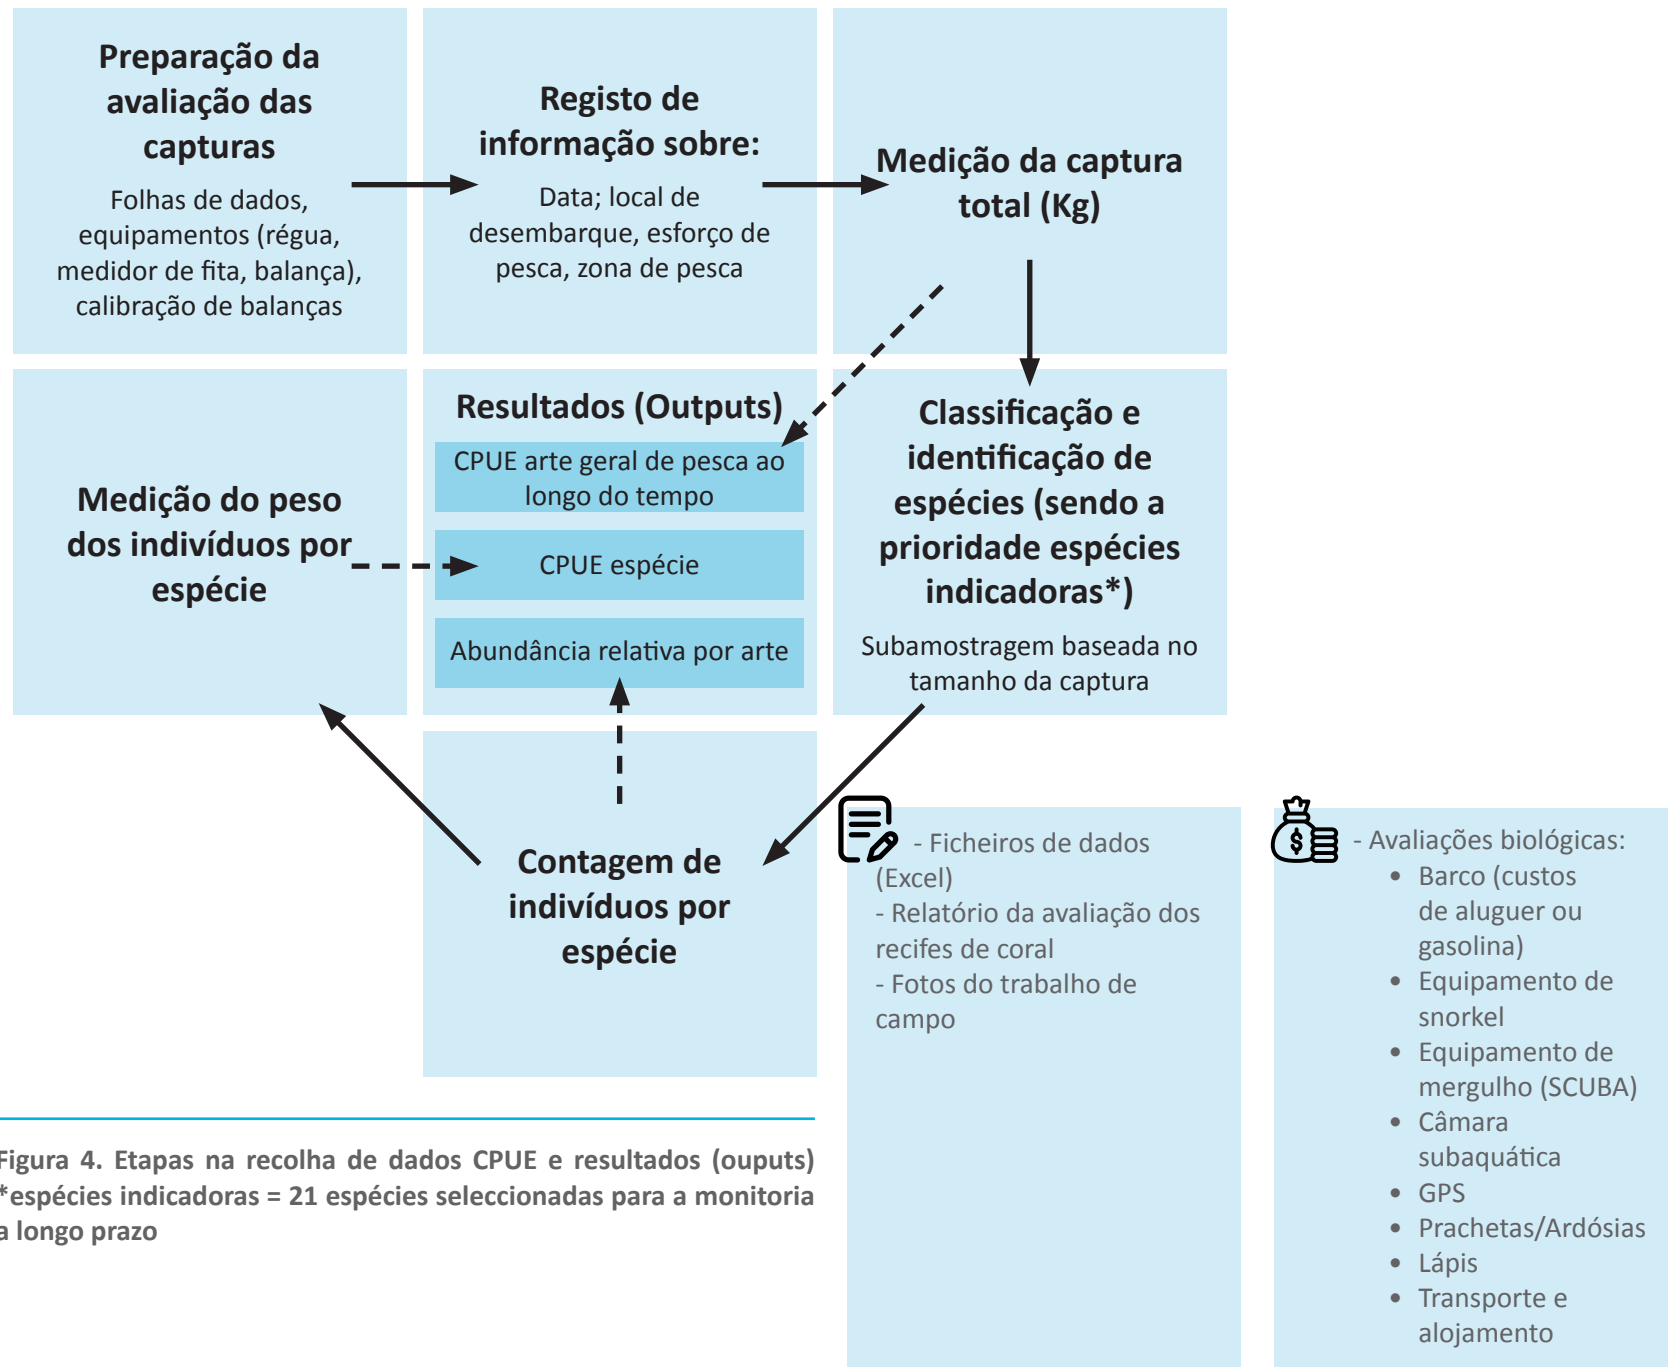 Preparação da
avaliação das
capturas
Folhas de dados,
equipamentos (régua,
medidor de fita, balança),
calibração de balanças
Registo de
informação sobre:
Data; local de
desembarque, esforço de
pesca, zona de pesca
Medição da captura
total (Kg)
Medição do peso
dos indivíduos por
espécie
Resultados (Outputs)
CPUE arte geral de pesca ao
longo do tempo
CPUE espécie
Abundância relativa por arte
Classificação e
identificação de
espécies (sendo a
prioridade espécies
indicadoras*)
Subamostragem baseada no
tamanho da captura
Contagem de
indivíduos por
espécie
- Ficheiros de dados
(Excel)
- Relatório da avaliação dos
recifes de coral
- Fotos do trabalho de
campo
$
- Avaliações biológicas:
• Barco (custos
de aluguer ou
gasolina)
• Equipamento de
snorkel
• Equipamento de
mergulho (SCUBA)
• Câmara
subaquática
• GPS
• Prachetas/Ardósias
• Lápis
• Transporte e
alojamento
Figura 4. Etapas na recolha de dados CPUE e resultados (ouputs)
*espécies indicadoras = 21 espécies seleccionadas para a monitoria
a longo prazo